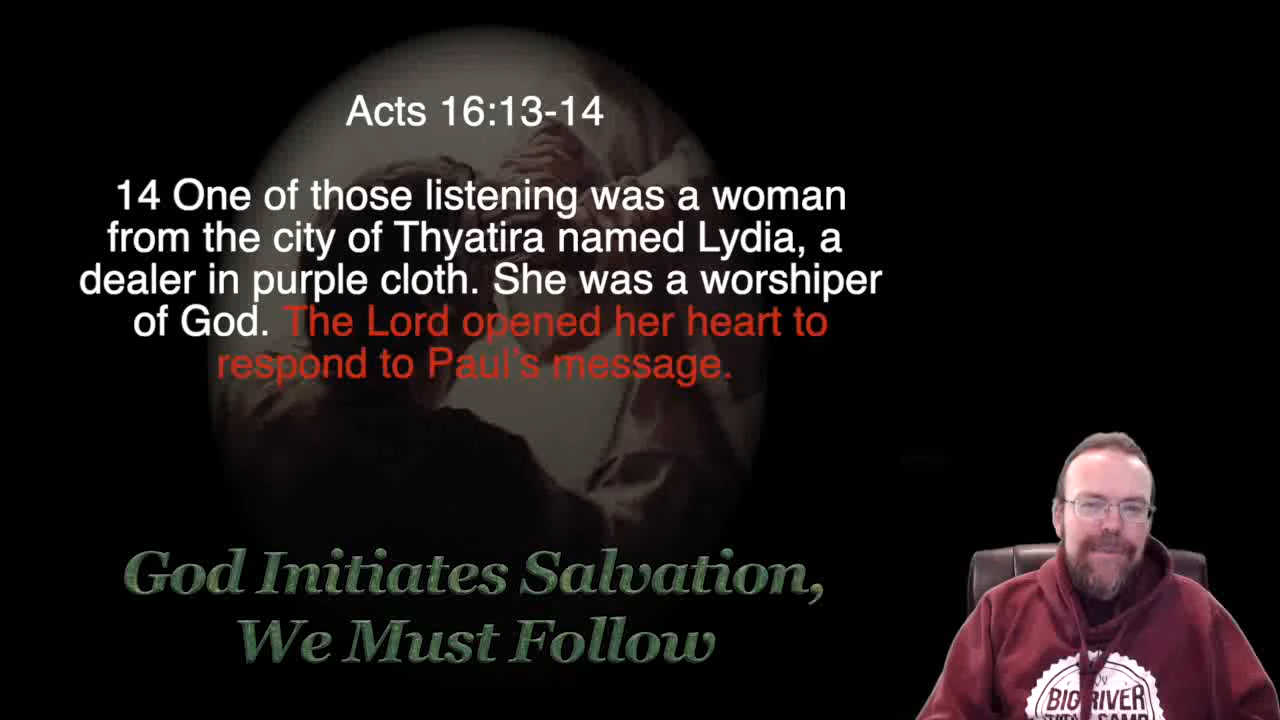 Acts 16:13-14
14 One of those listening was a woman
from the city of Thyatira named Lydia, a
dealer in purple cloth. She was a worshiper
of God. The Lord opened her heart to
respond to Paul's message.
God Initiates Salvation,
We Must Follow
BIG RIVER